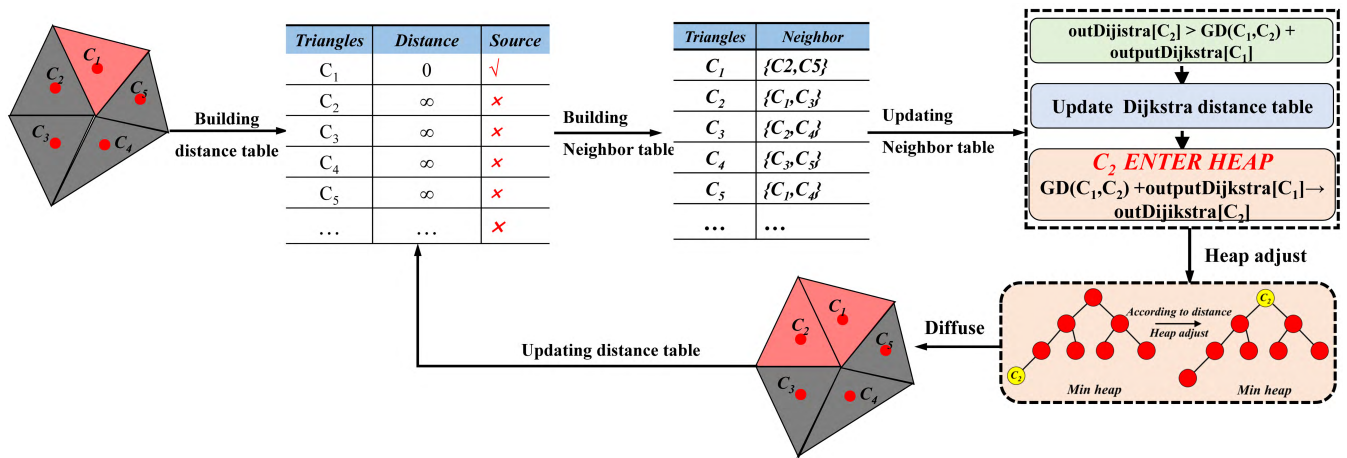 C1
C2
C5
C3
C4
Building
distance table
Triangles Distance Source
C1 0 √
C2 ∞ ×
C3 ∞ ×
C4 ∞ ×
C5 ∞ ×
… … ×
Building
Neighbor table
Triangles Neighbor
C1 {C2,C5}
C2 {C1,C3}
C3 {C2,C4}
C4 {C3,C5}
C5 {C1,C4}
… …
Updating
Neighbor table
outDijistra[C2] > GD(C1,C2) +
outputDijkstra[C1]
Update Dijkstra distance table
C2 ENTER HEAP
GD(C1,C2) +outputDijkstra[C1]→
outDijikstra[C2]
Heap adjust
C2
According to distance
Heap adjust
C2
Min heap
Min heap
Diffuse
C1
C2
C5
C3
C4
Updating distance table